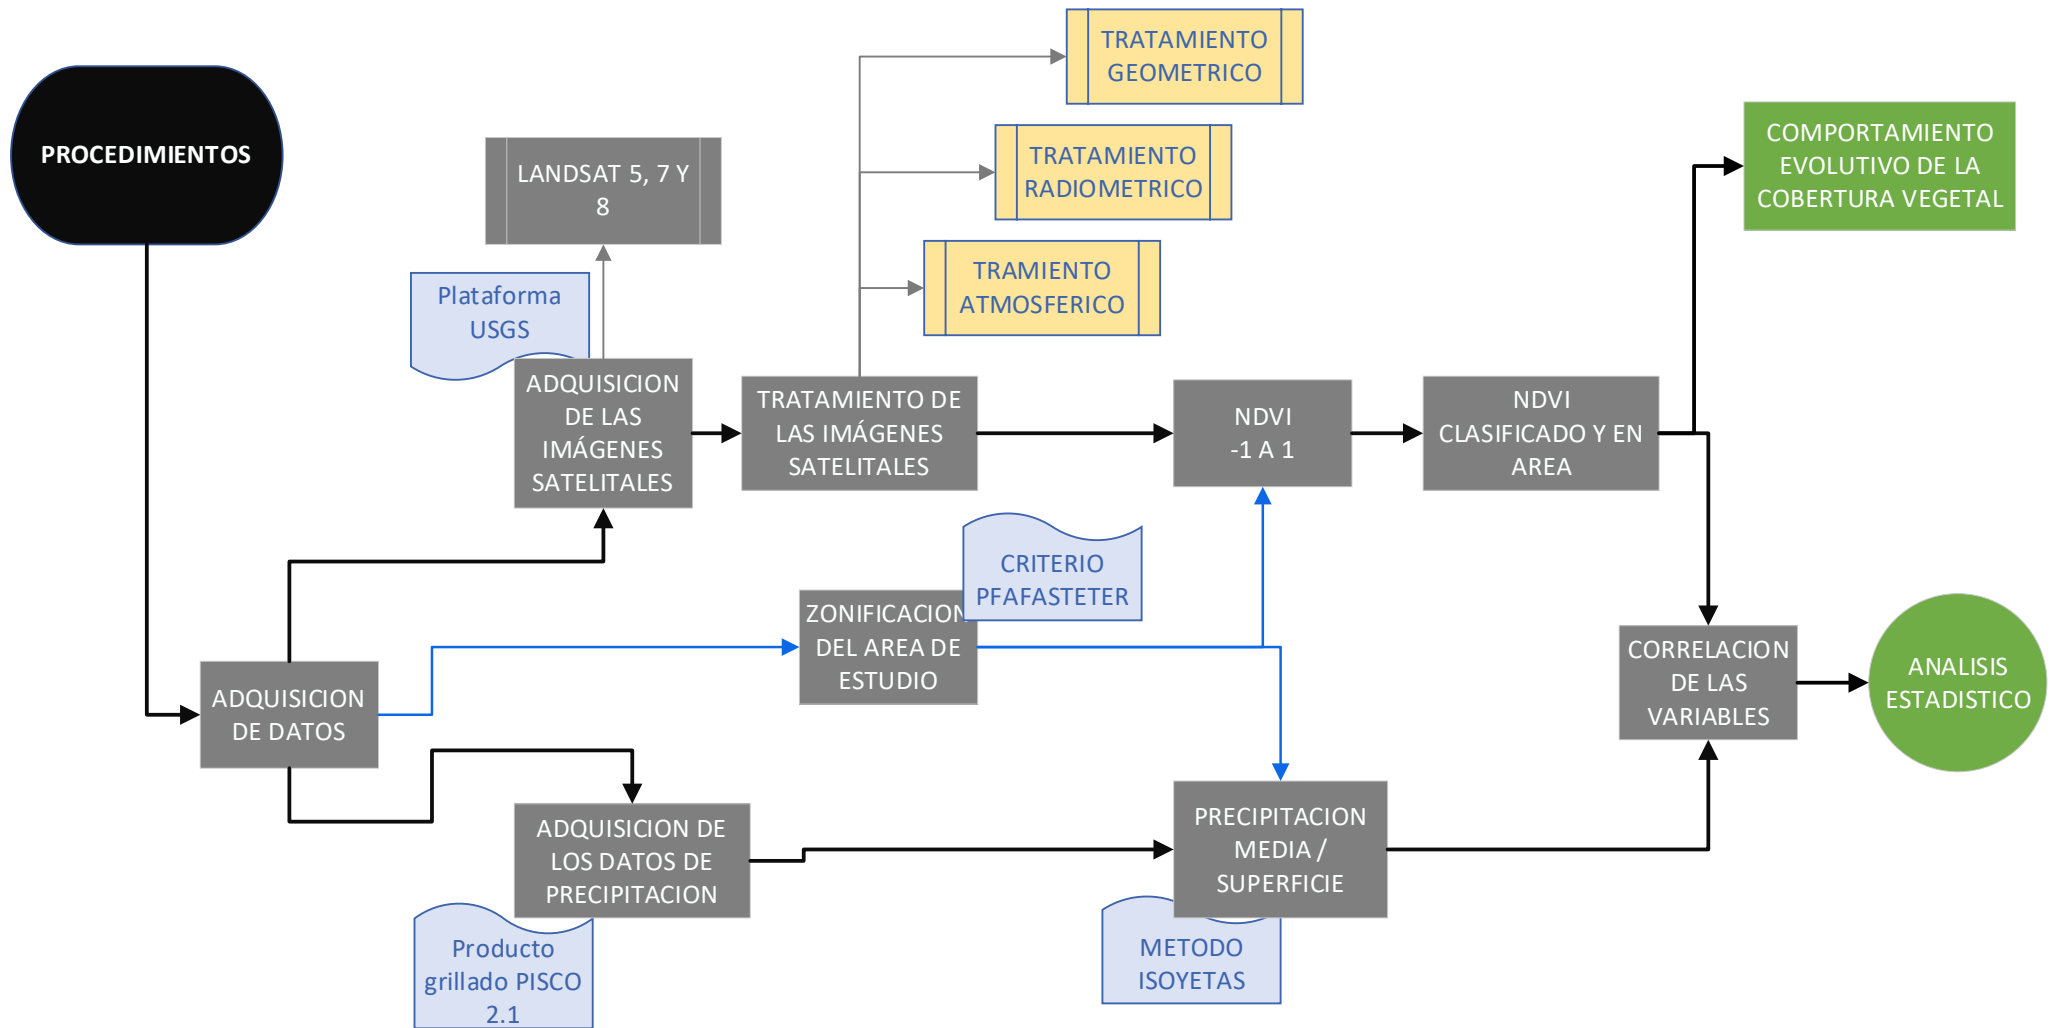 PROCEDIMIENTOS
LANDSAT 5, 7 Y
8
Plataforma
USGS
ADQUISICION
DE LAS
IMÁGENES
SATELITALES
TRATAMIENTO DE
LAS IMÁGENES
SATELITALES
TRATAMIENTO
GEOMETRICO
TRATAMIENTO
RADIOMETRICO
TRAMIENTO
ATMOSFERICO
NDVI
-1 A 1
NDVI
CLASIFICADO Y EN
AREA
COMPORTAMIENTO
EVOLUTIVO DE LA
COBERTURA VEGETAL
ADQUISICION
DE DATOS
ZONIFICACION
DEL AREA DE
ESTUDIO
CRITERIO
PFAFASTETER
CORRELACION
DE LAS
VARIABLES
ANALISIS
ESTADISTICO
ADQUISICION DE
LOS DATOS DE
PRECIPITACION
Producto
grillado PISCO
2.1
PRECIPITACION
MEDIA /
SUPERFICIE
METODO
ISOYETAS